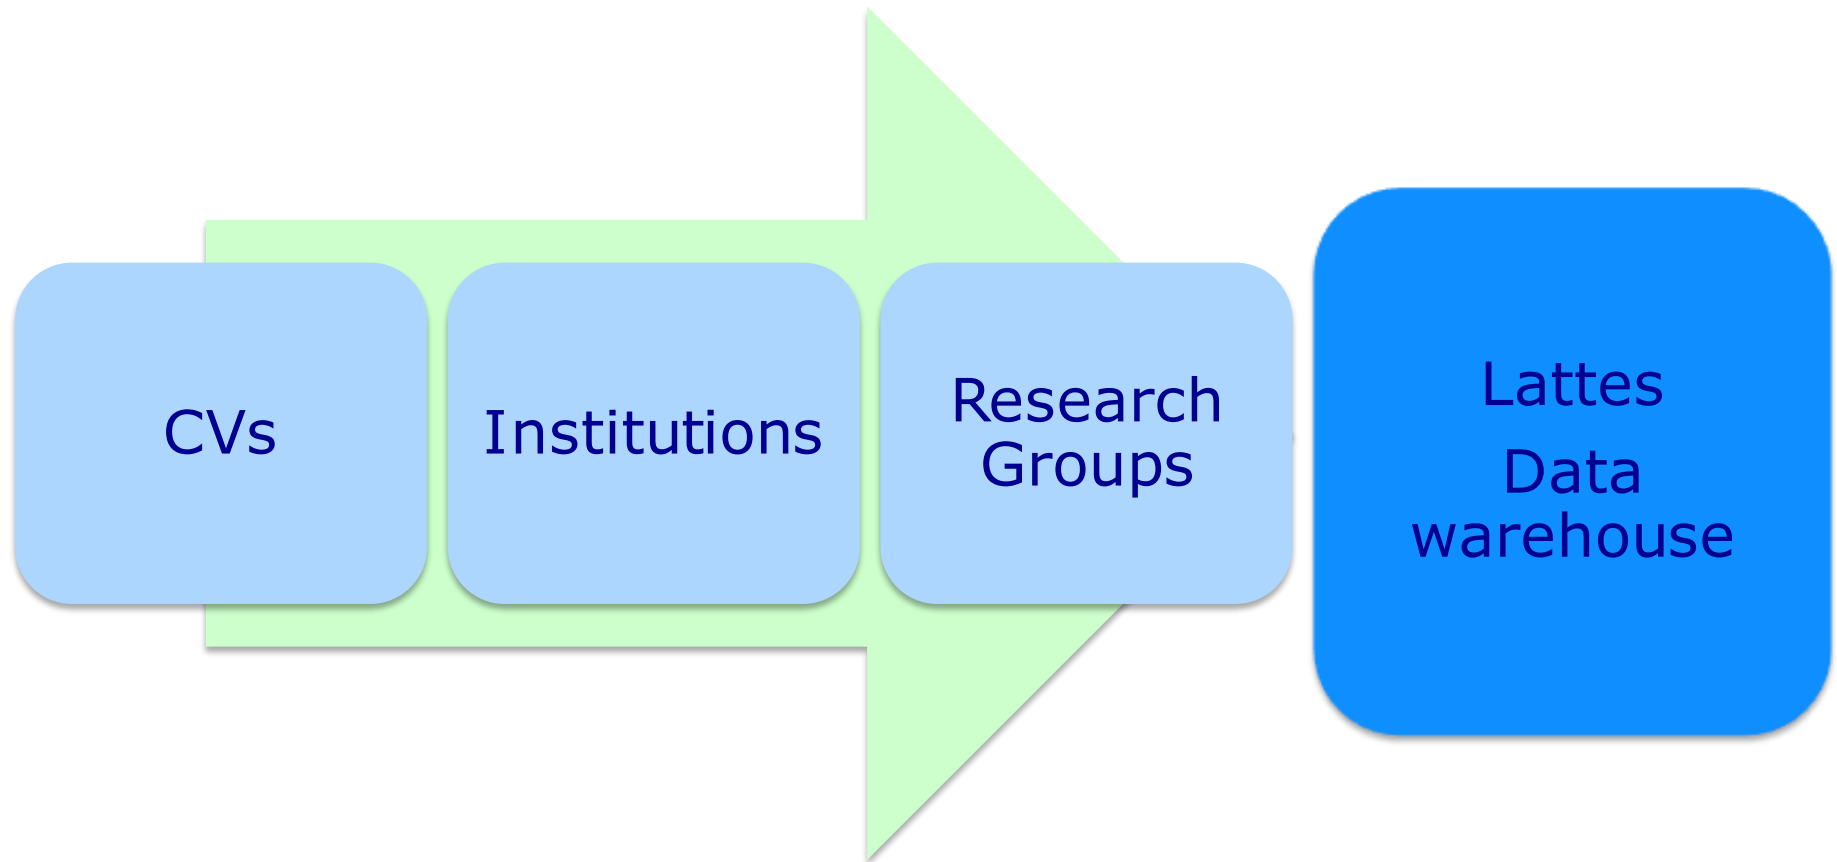 CVs
Institutions
Research
Groups
Lattes
Data
warehouse